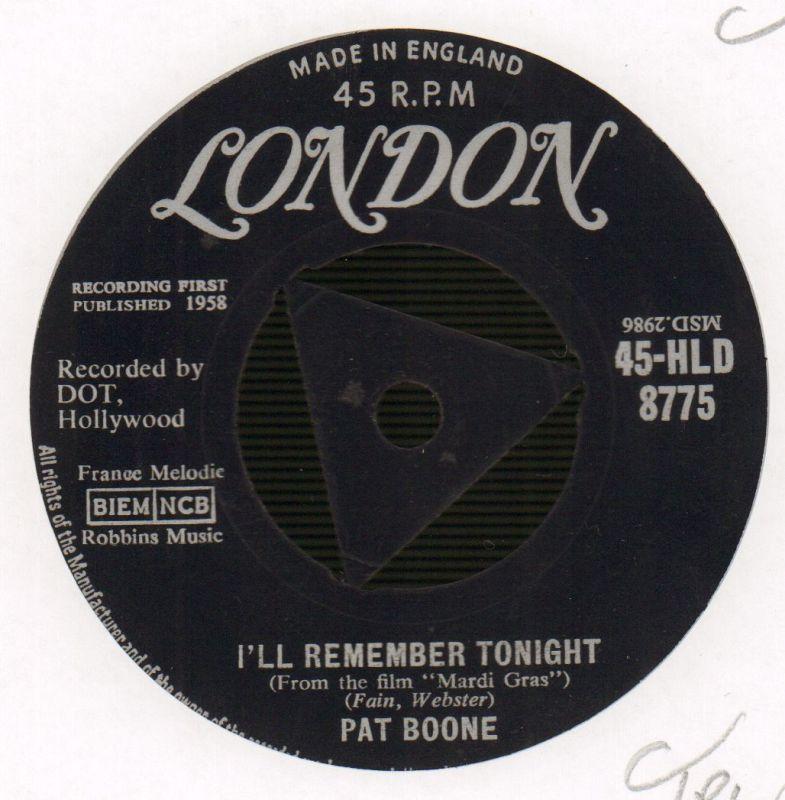 MADE IN ENGLAND
45 R.P.M
LONDON
RECORDING FIRST
PUBLISHED 1958
MSD.2986
45-HLD
8775
Recorded by
DOT,
Hollywood
France Melodie
BIEM NCB
Robbins Music
I'LL REMEMBER TONIGHT
(From the film "Mardi Gras")
(Fain, Webster)
PAT BOONE
All rights of the Manufacturer and of the owner of the